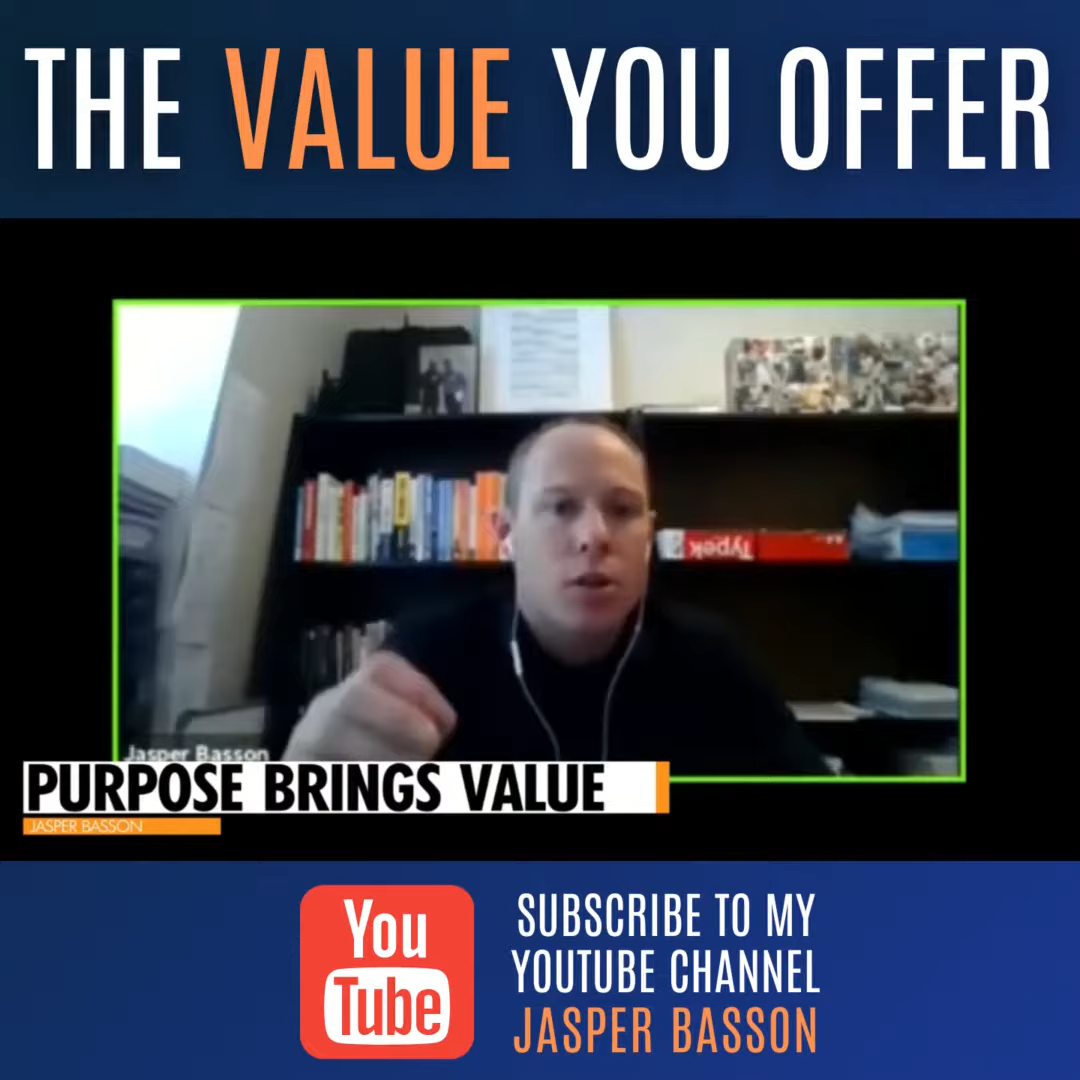 THE VALUE YOU OFFER
Typek
Jasper Basson
PURPOSE BRINGS VALUE
JASPER BASSON
You
Tube
SUBSCRIBE TO MY
YOUTUBE CHANNEL
JASPER BASSON